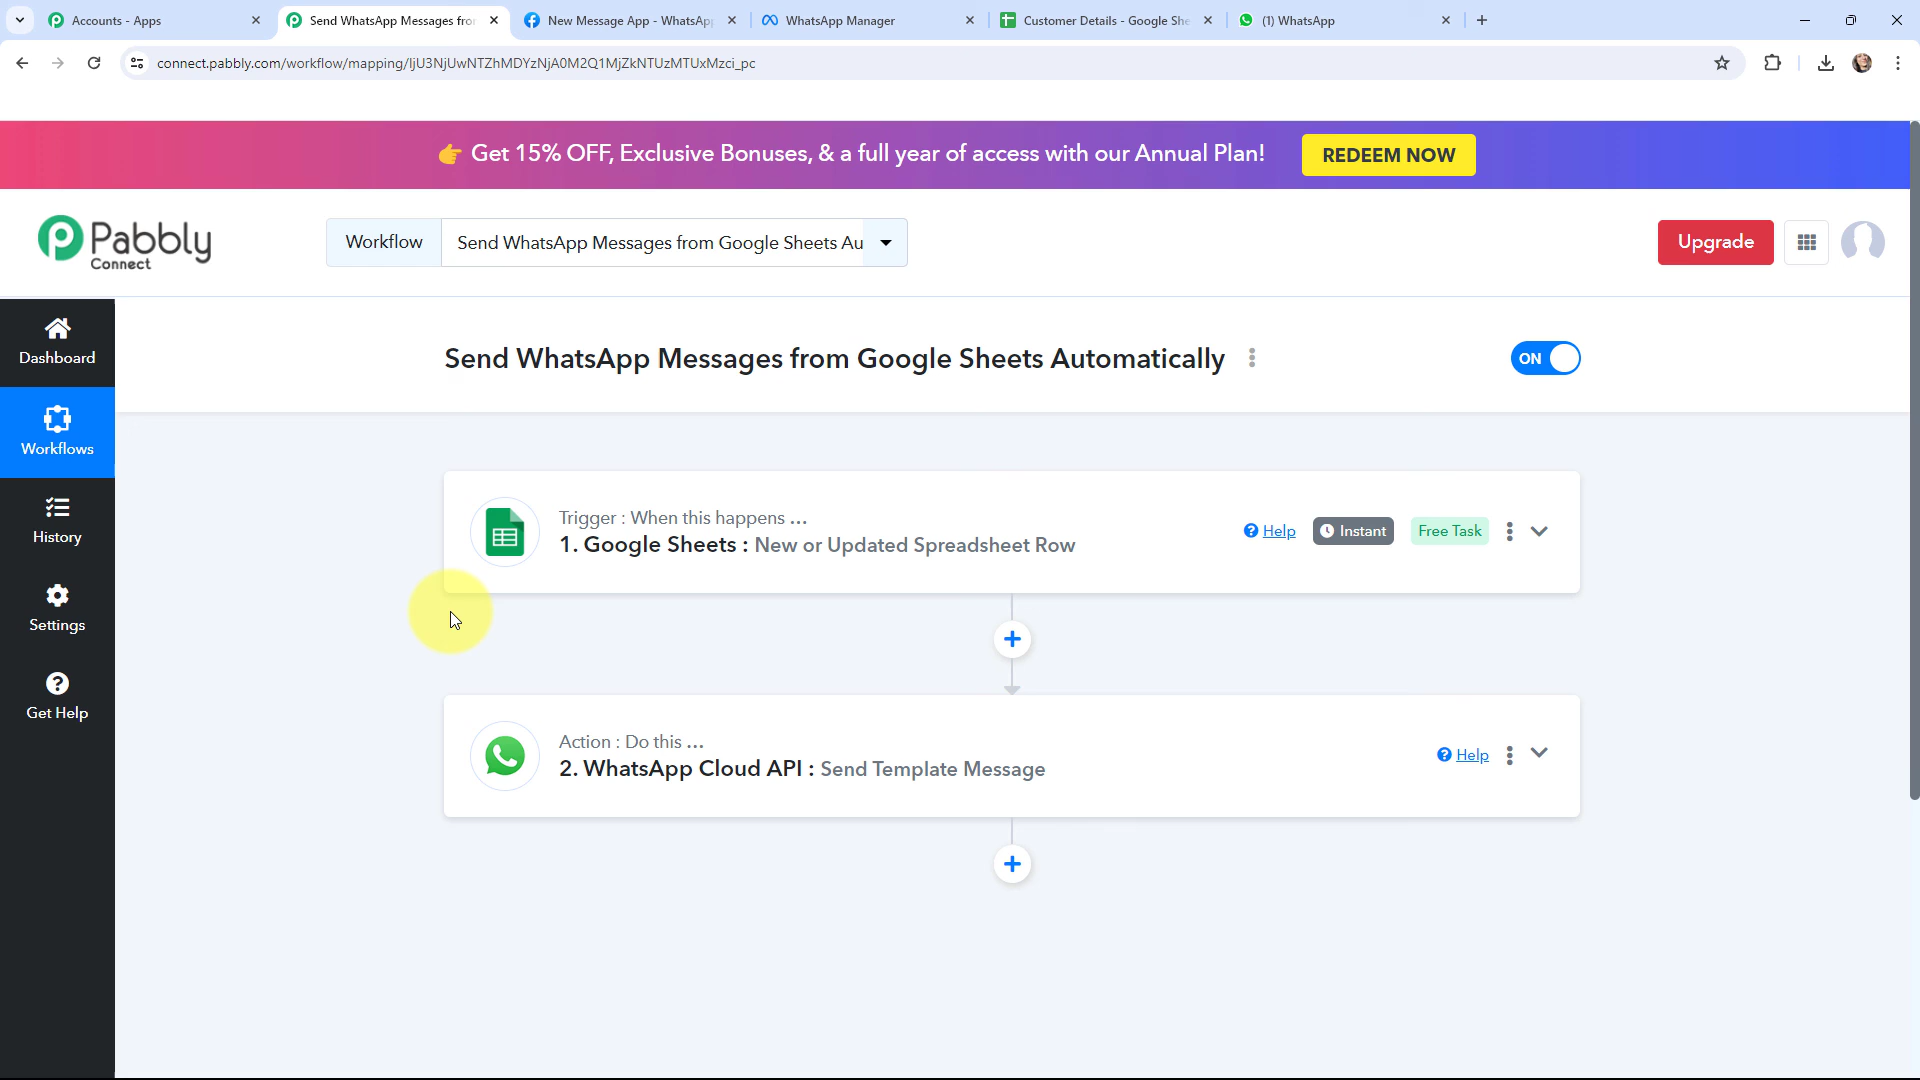 Accounts - Apps
Send WhatsApp Messages fro
New Message App - WhatsAp
WhatsApp Manager
Customer Details - Google She
(1) WhatsApp
connect.pabbly.com/workflow/mapping/IjU3NjUwNTZhMDYzNjA0M2Q1MjZkNTUzMTUxMzci_pc
Get 15% OFF, Exclusive Bonuses, & a full year of access with our Annual Plan!
REDEEM NOW
Pabbly
Connect
Workflow
Send WhatsApp Messages from Google Sheets Au
Upgrade
Dashboard
Workflows
History
Settings
Get Help
Send WhatsApp Messages from Google Sheets Automatically
ON
Trigger : When this happens ...
1. Google Sheets : New or Updated Spreadsheet Row
Help
Instant
Free Task
Action : Do this ...
2. WhatsApp Cloud API : Send Template Message
Help